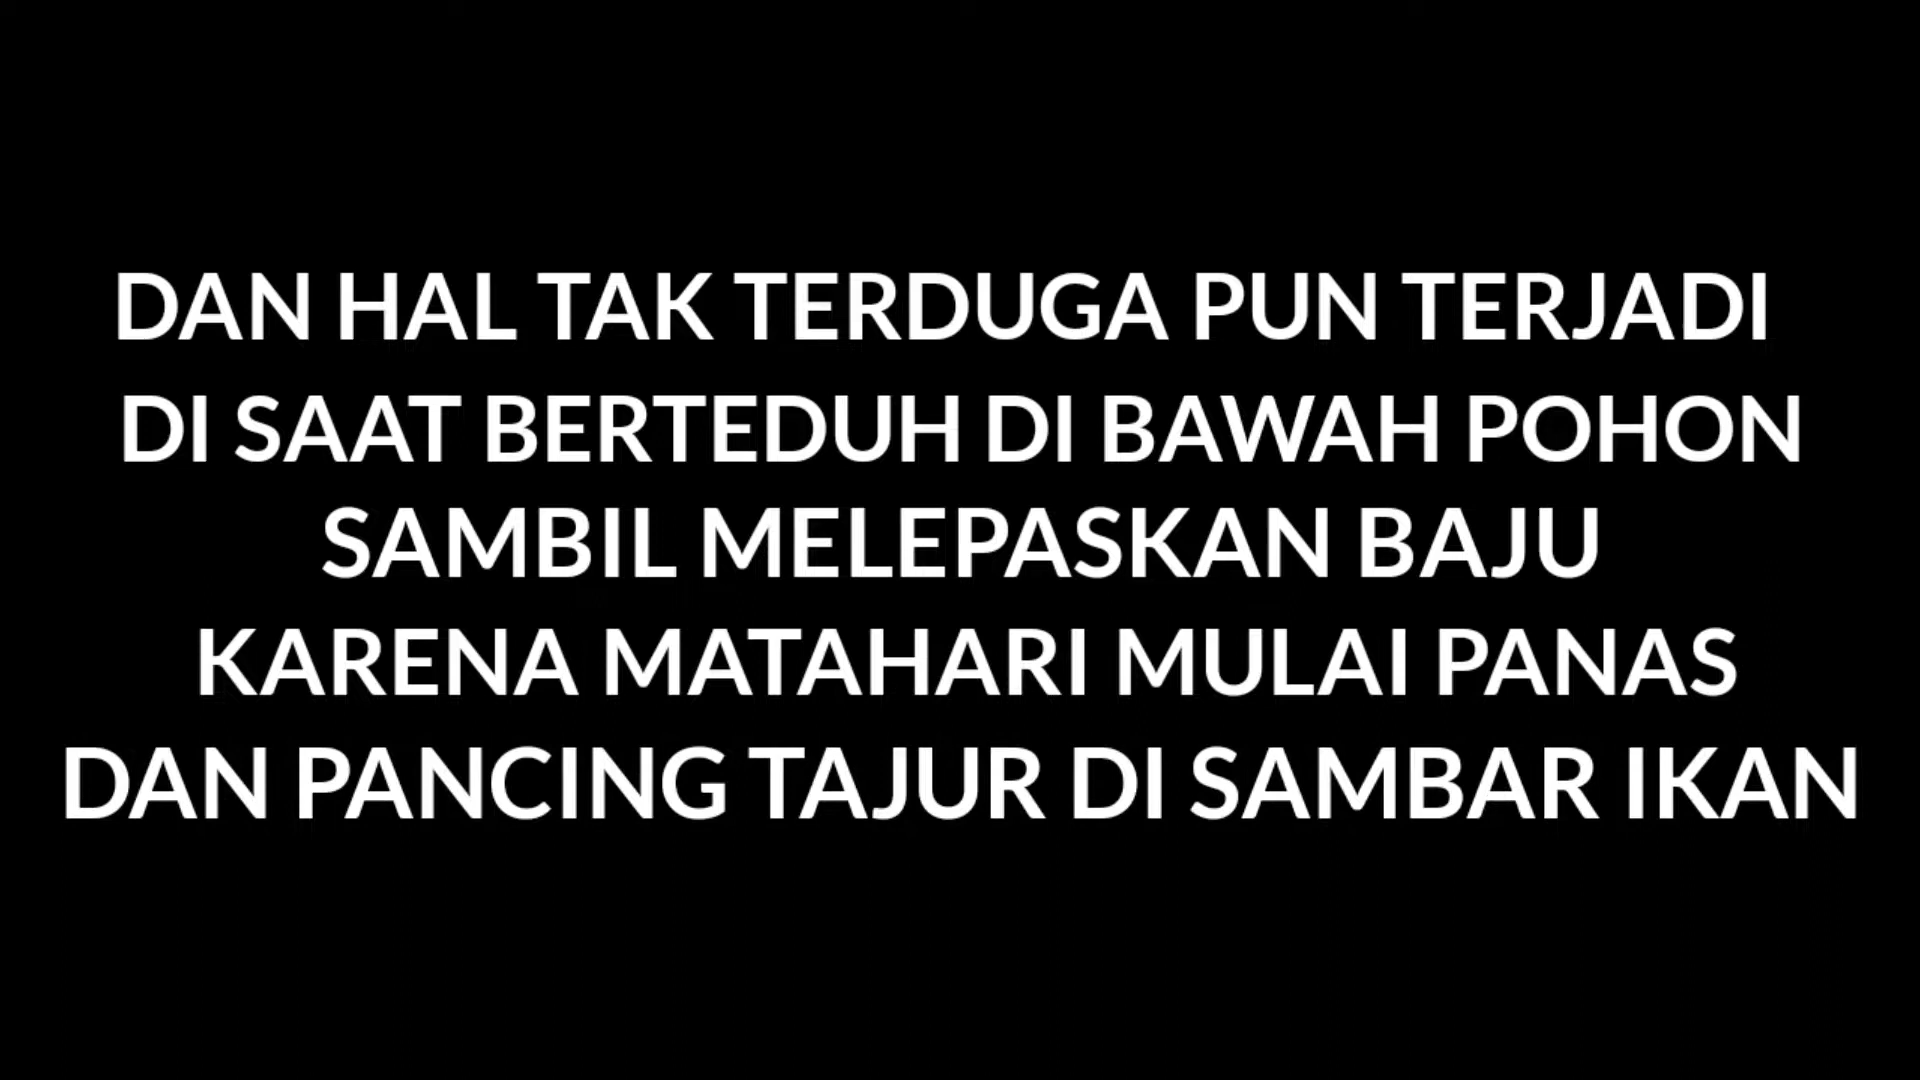 DAN HAL TAK TERDUGA PUN TERJADI
DI SAAT BERTEDUH DI BAWAH POHON
SAMBIL MELEPASKAN BAJU
KARENA MATAHARI MULAI PANAS
DAN PANCING TAJUR DI SAMBAR IKAN